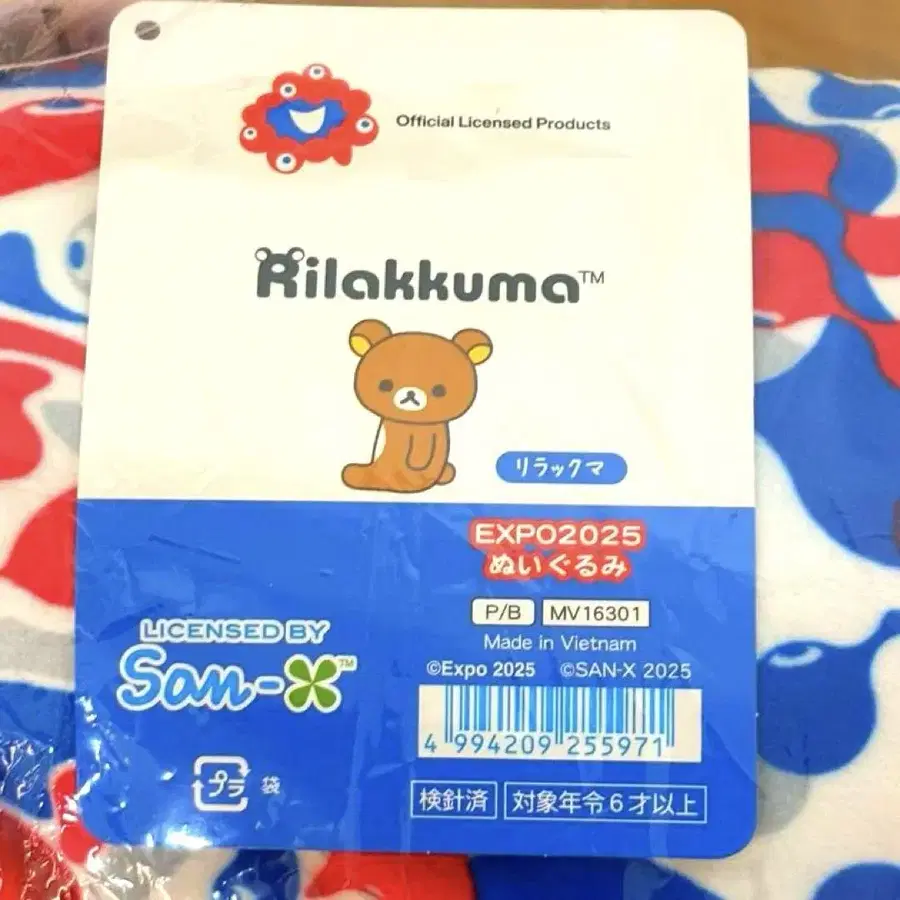 Official Licensed Products
Rilakkuma™
リラックマ
EXPO2025
ぬいぐるみ
P/B MV16301
Made in Vietnam
©Expo 2025 ©SAN-X 2025
LICENSED BY
San-X™
4 994209 255971
プラ 袋
検針済 対象年令6才以上